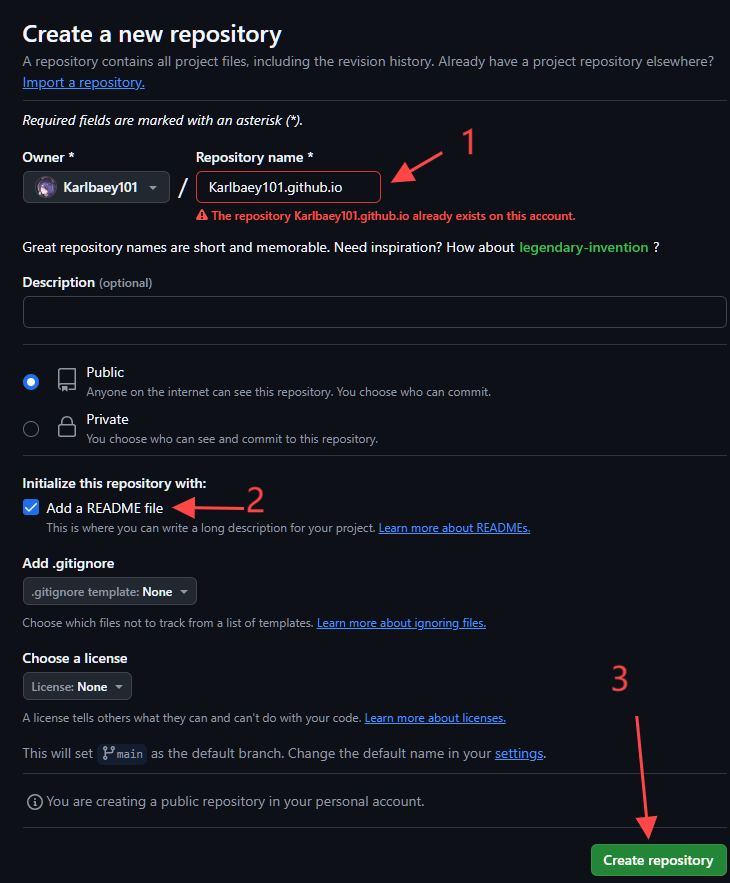 Create a new repository
A repository contains all project files, including the revision history. Already have a project repository elsewhere?
Import a repository.
Required fields are marked with an asterisk (*).
1
Owner *
Repository name *
Karlbaey101
/
Karlbaey101.github.io
The repository Karlbaey101.github.io already exists on this account.
Great repository names are short and memorable. Need inspiration? How about legendary-invention ?
Description (optional)
Public
Anyone on the internet can see this repository. You choose who can commit.
Private
You choose who can see and commit to this repository.
Initialize this repository with:
Add a README file
2
This is where you can write a long description for your project. Learn more about READMEs.
Add .gitignore
.gitignore template: None
Choose which files not to track from a list of templates. Learn more about ignoring files.
Choose a license
3
License: None
A license tells others what they can and can't do with your code. Learn more about licenses.
This will set main as the default branch. Change the default name in your settings.
You are creating a public repository in your personal account.
Create repository